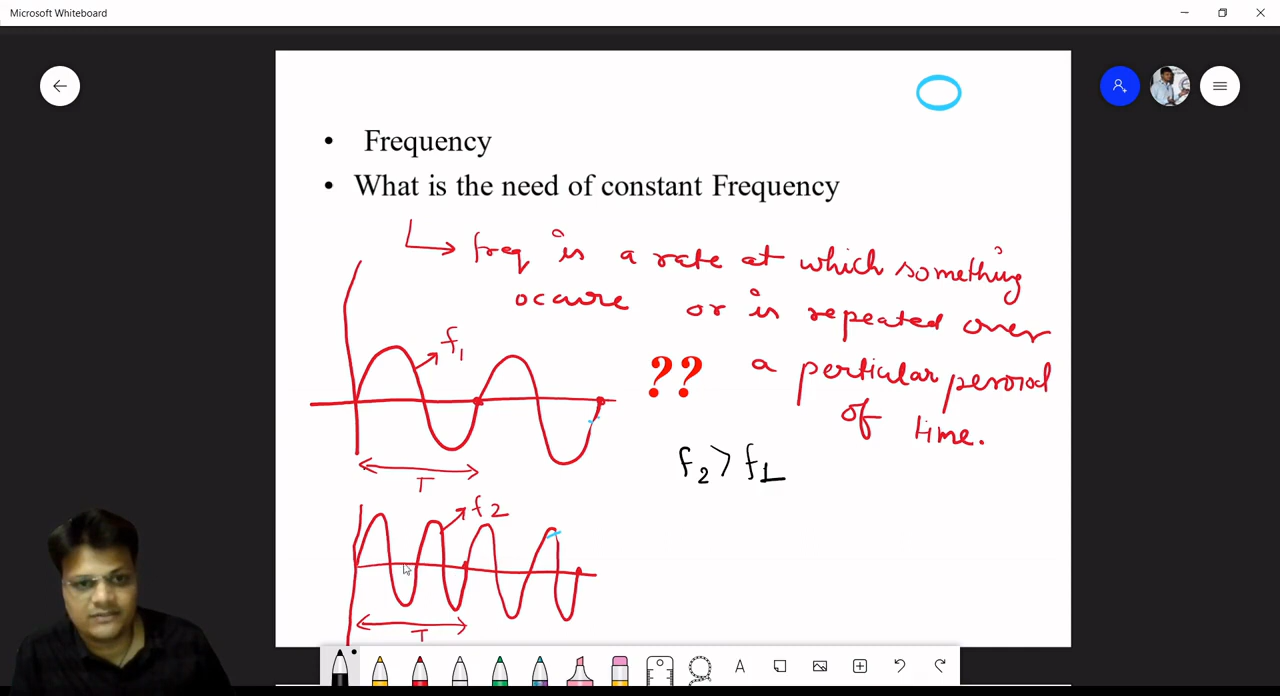 Microsoft Whiteboard
• Frequency
• What is the need of constant Frequency
freq is a rate at which something
occure or is repeated over
?? a perticular peroiod
of time.
f1
T
f2 > f1
f2
T
A